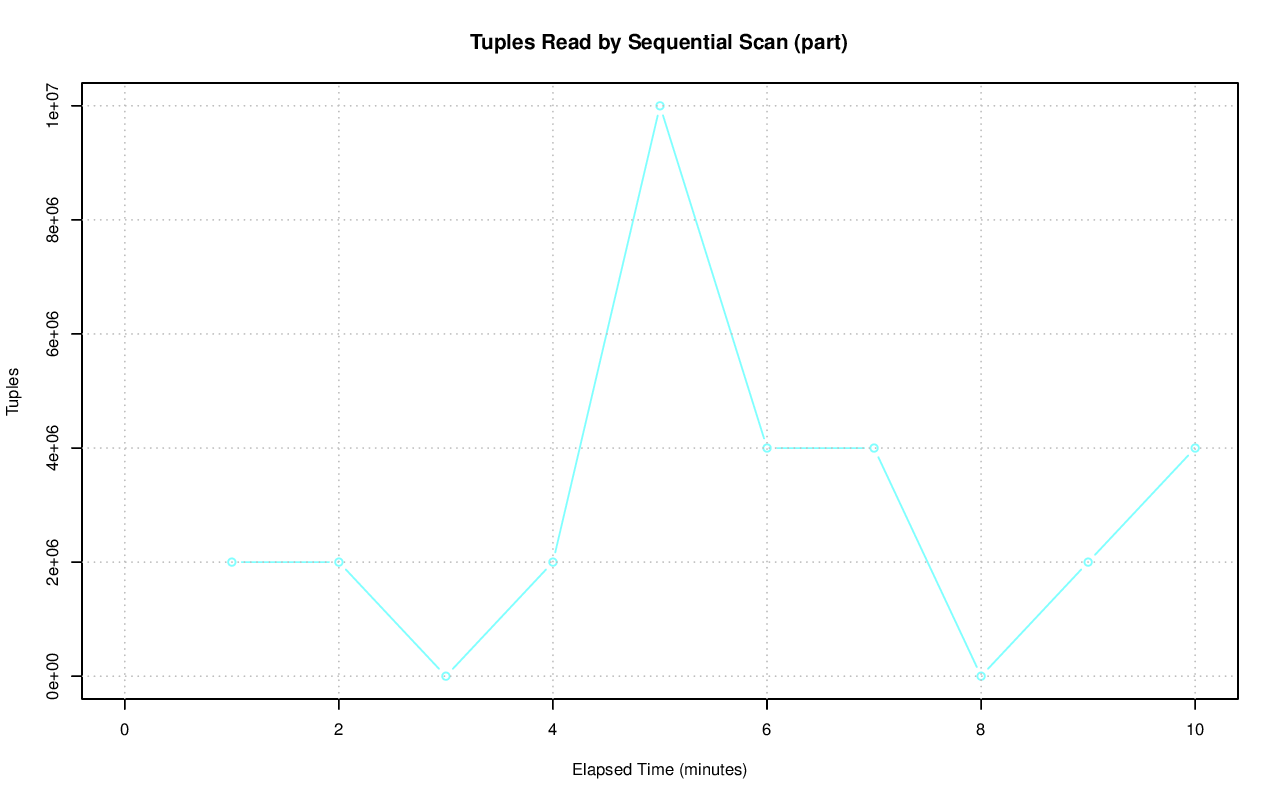 Tuples Read by Sequential Scan (part)
1e+07
8e+06
6e+06
4e+06
2e+06
0e+00
Tuples
0 2 4 6 8 10
Elapsed Time (minutes)